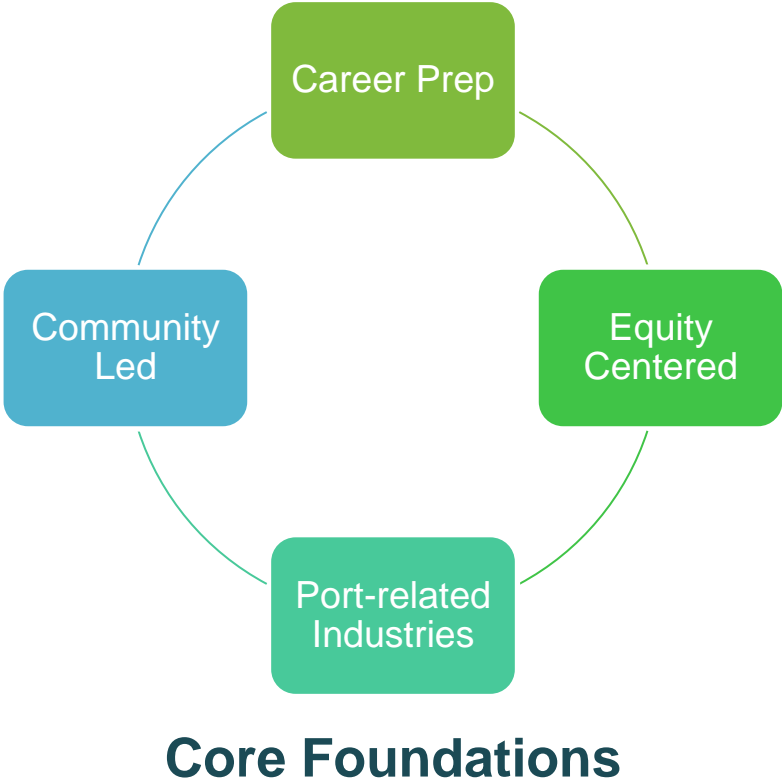 Career Prep
Community
Led
Equity
Centered
Port-related
Industries
Core Foundations